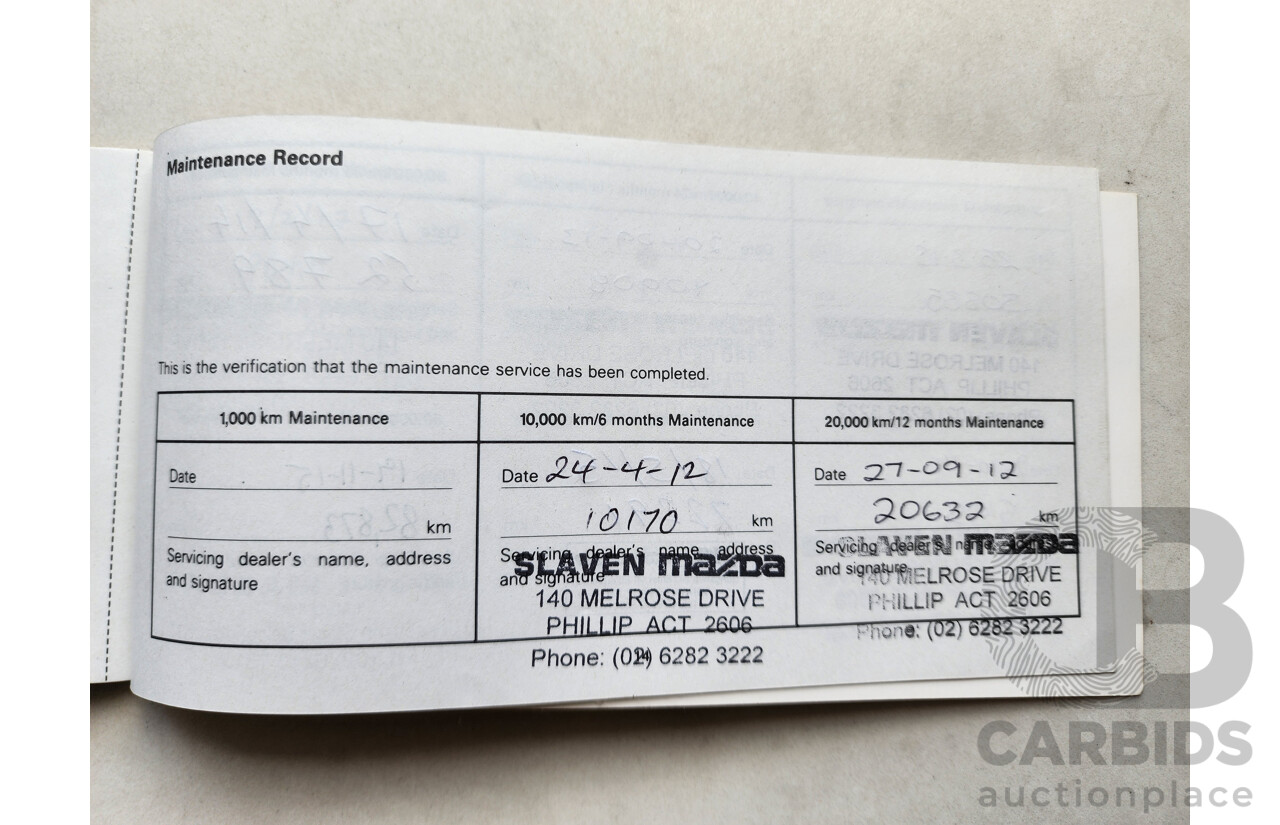 Maintenance Record
This is the verification that the maintenance service has been completed.
1,000 km Maintenance
Date
km
Servicing dealer's name, address
and signature
10,000 km/6 months Maintenance
Date 24-4-12
10170 km
Servicing dealer's name, address
and signature
SLAVEN mazda
140 MELROSE DRIVE
PHILLIP ACT 2606
Phone: (02) 6282 3222
20,000 km/12 months Maintenance
Date 27-09-12
20632 km
Servicing dealer's name,
and signature
SLAVEN mazda
140 MELROSE DRIVE
PHILLIP ACT 2606
Phone: (02) 6282 3222
CARBIDS
auctionplace